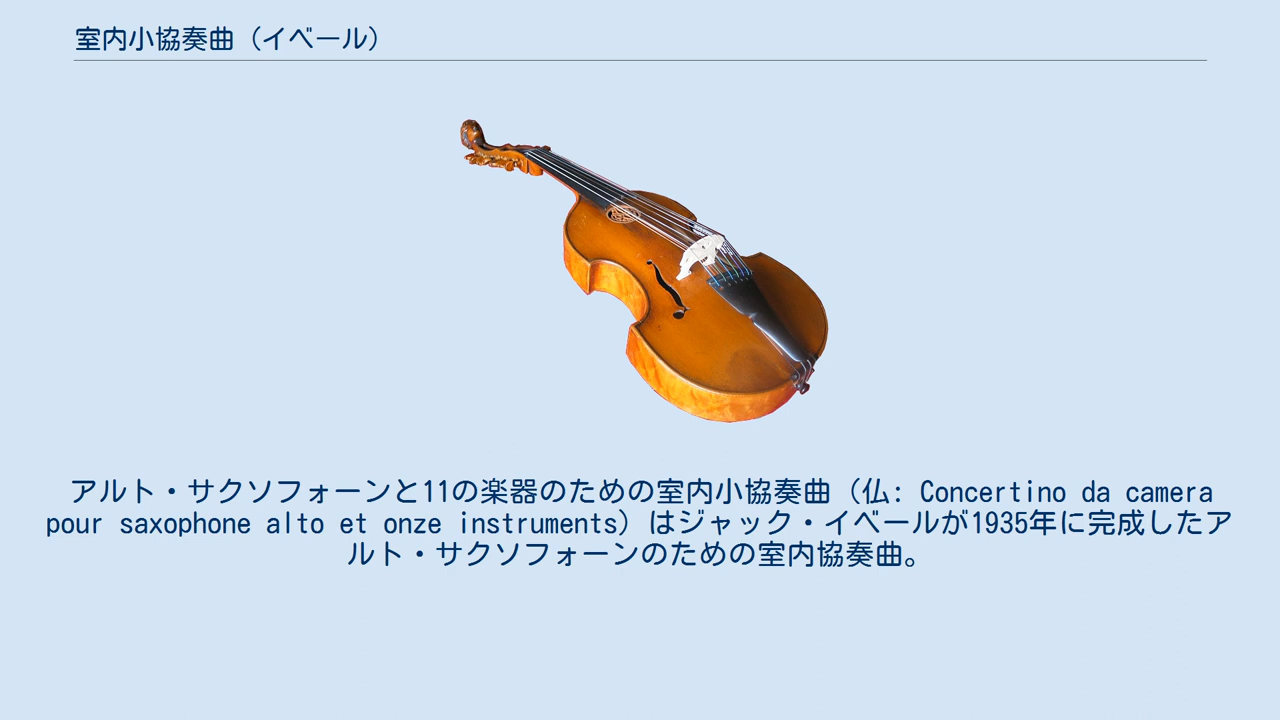 室内小協奏曲（イベール）
アルト・サクソフォーンと11の楽器のための室内小協奏曲（仏: Concertino da camera
pour saxophone alto et onze instruments）はジャック・イベールが1935年に完成したア
ルト・サクソフォーンのための室内協奏曲。